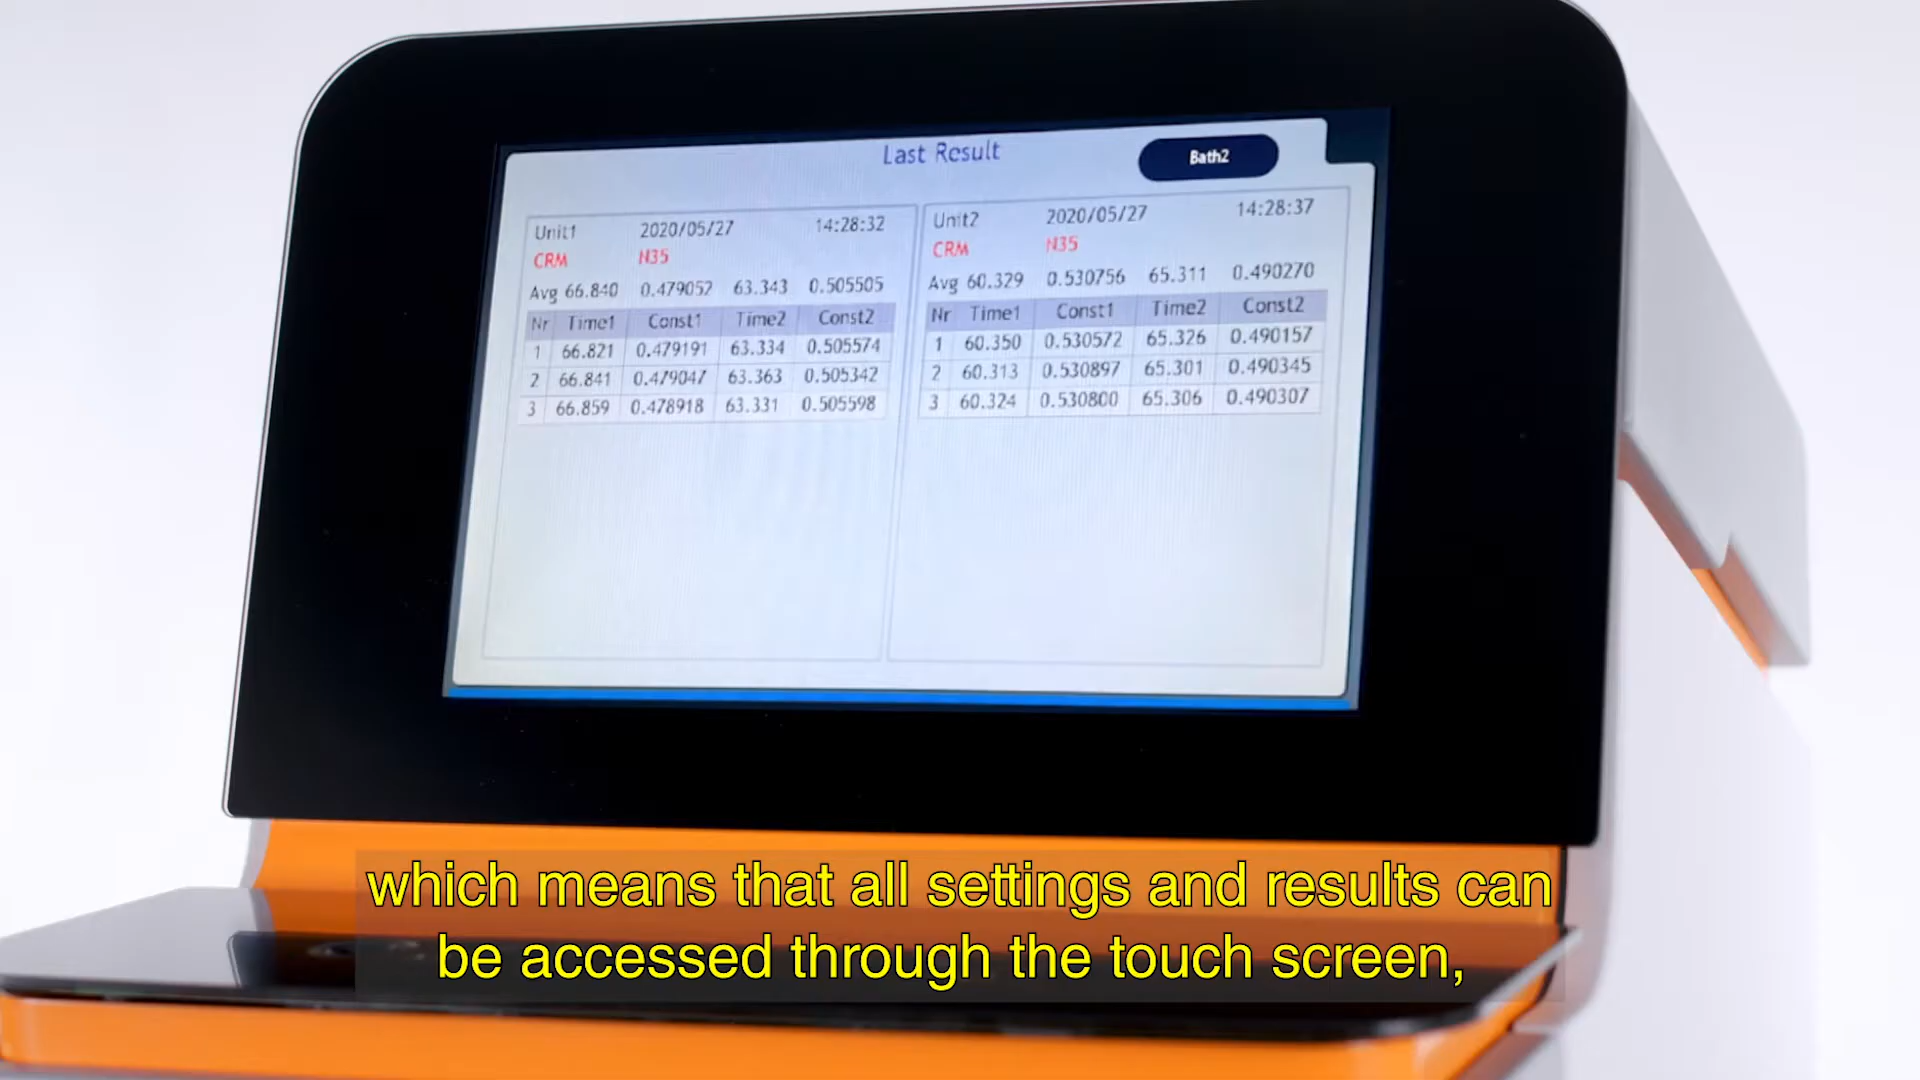 Last Result
Bath2
Unit1 2020/05/27 14:28:32
CRM N35
Avg 66.840 0.479052 63.343 0.505505
Nr Time1 Const1 Time2 Const2
1 66.821 0.479191 63.334 0.505574
2 66.841 0.479047 63.363 0.505342
3 66.859 0.478918 63.331 0.505598
Unit2 2020/05/27 14:28:37
CRM N35
Avg 60.329 0.530756 65.311 0.490270
Nr Time1 Const1 Time2 Const2
1 60.350 0.530572 65.326 0.490157
2 60.313 0.530897 65.301 0.490345
3 60.324 0.530800 65.306 0.490307
which means that all settings and results can
be accessed through the touch screen,